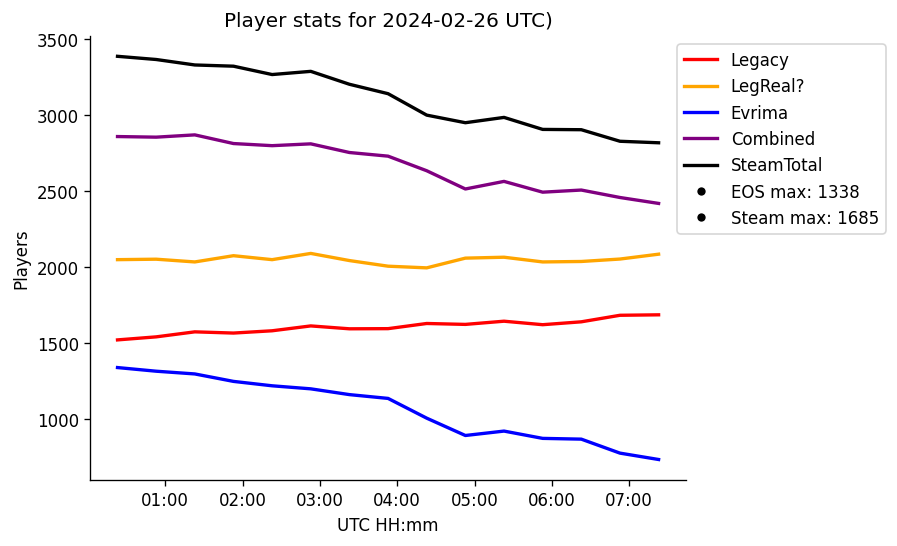 Player stats for 2024-02-26 UTC)
3500
3000
2500
2000
1500
1000
Players
01:00 02:00 03:00 04:00 05:00 06:00 07:00
UTC HH:mm
Legacy
LegReal?
Evrima
Combined
SteamTotal
EOS max: 1338
Steam max: 1685